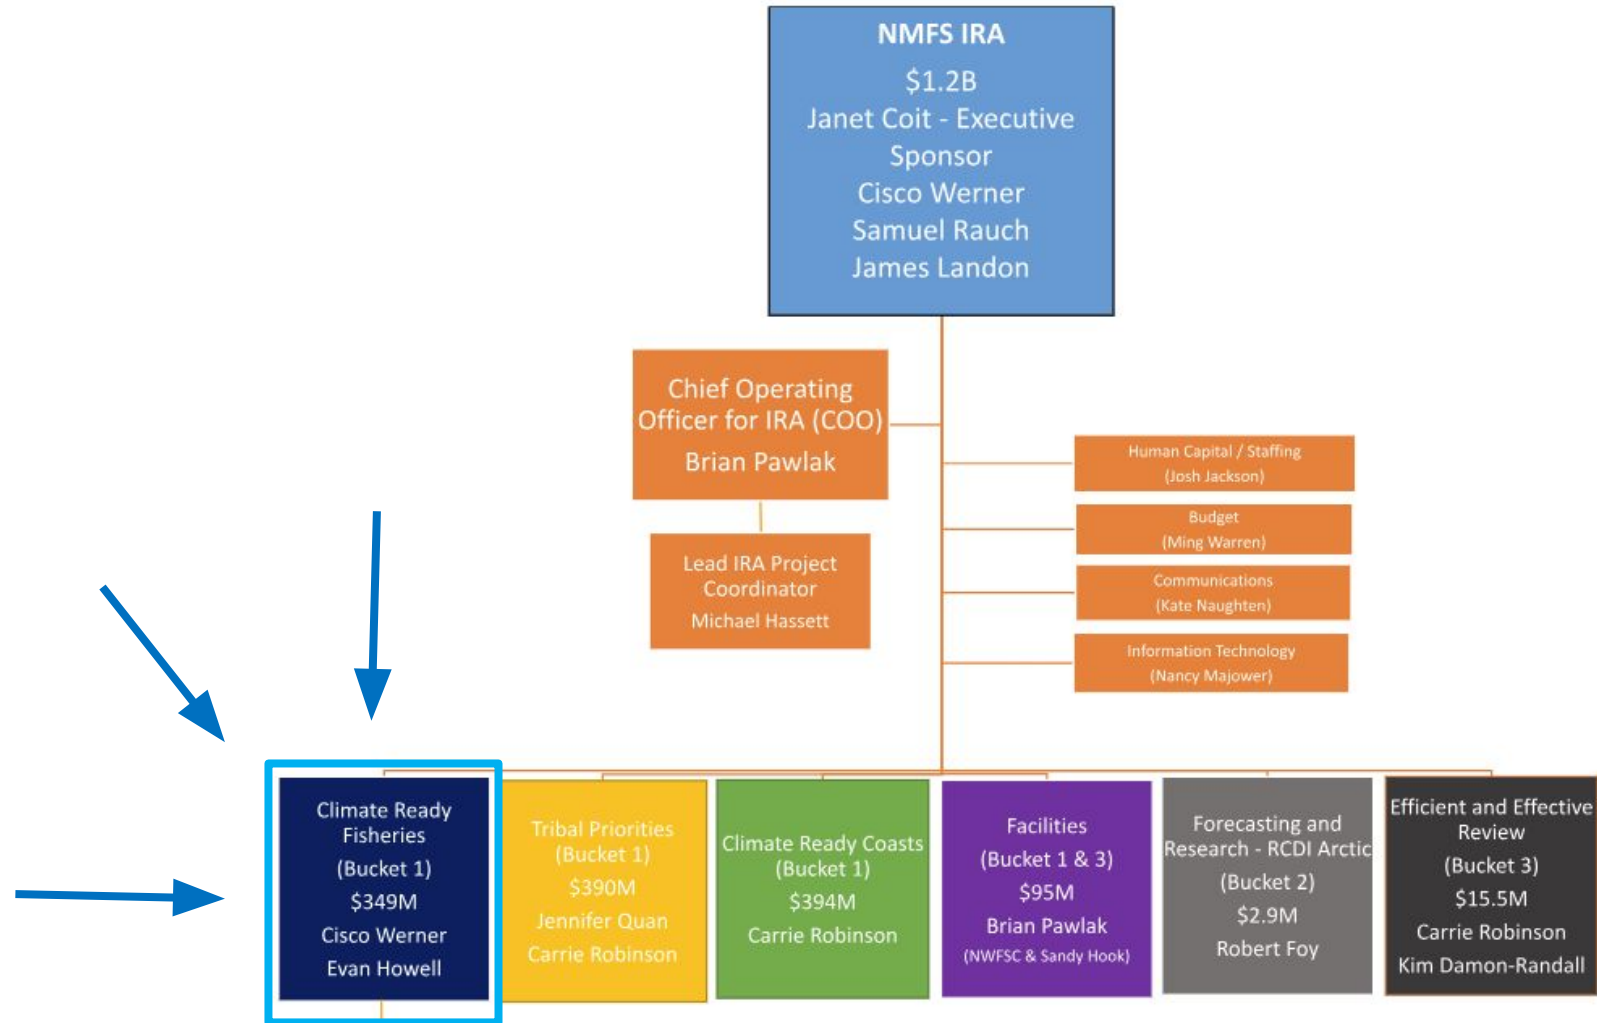 NMFS IRA
$1.2B
Janet Coit - Executive
Sponsor
Cisco Werner
Samuel Rauch
James Landon
Chief Operating
Officer for IRA (COO)
Brian Pawlak
Lead IRA Project
Coordinator
Michael Hassett
Human Capital / Staffing
(Josh Jackson)
Budget
(Ming Warren)
Communications
(Kate Naughten)
Information Technology
(Nancy Majower)
Climate Ready
Fisheries
(Bucket 1)
$349M
Cisco Werner
Evan Howell
Tribal Priorities
(Bucket 1)
$390M
Jennifer Quan
Carrie Robinson
Climate Ready Coasts
(Bucket 1)
$394M
Carrie Robinson
Facilities
(Bucket 1 & 3)
$95M
Brian Pawlak
(NWFSC & Sandy Hook)
Forecasting and
Research - RCDI Arctic
(Bucket 2)
$2.9M
Robert Foy
Efficient and Effective
Review
(Bucket 3)
$15.5M
Carrie Robinson
Kim Damon-Randall